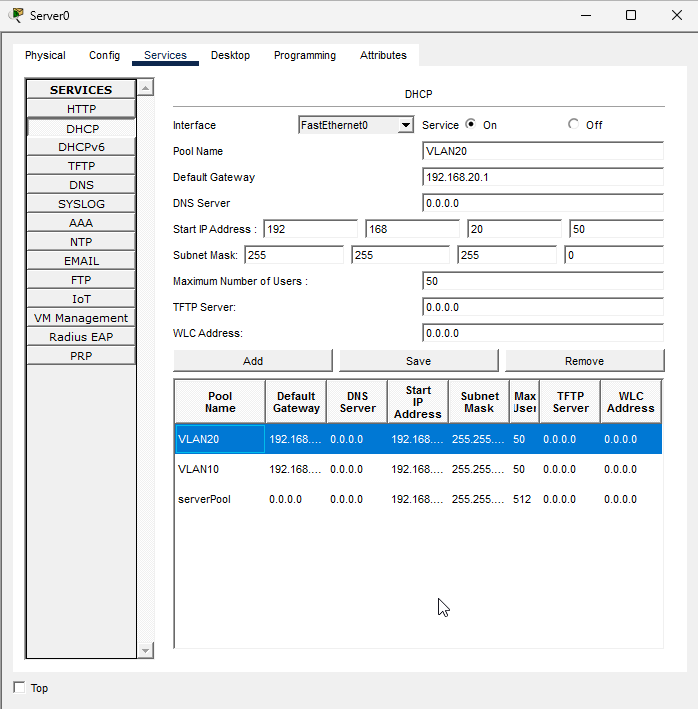 Server0
Physical Config Services Desktop Programming Attributes
SERVICES
HTTP
DHCP
DHCPv6
TFTP
DNS
SYSLOG
AAA
NTP
EMAIL
FTP
IoT
VM Management
Radius EAP
PRP
DHCP
Interface FastEthernet0 Service On Off
Pool Name VLAN20
Default Gateway 192.168.20.1
DNS Server 0.0.0.0
Start IP Address : 192 168 20 50
Subnet Mask: 255 255 255 0
Maximum Number of Users : 50
TFTP Server: 0.0.0.0
WLC Address: 0.0.0.0
Add Save Remove
Pool Name Default Gateway DNS Server Start IP Address Subnet Mask Max User TFTP Server WLC Address
VLAN20 192.168.... 0.0.0.0 192.168.... 255.255.... 50 0.0.0.0 0.0.0.0
VLAN10 192.168.... 0.0.0.0 192.168.... 255.255.... 50 0.0.0.0 0.0.0.0
serverPool 0.0.0.0 0.0.0.0 192.168.... 255.255.... 512 0.0.0.0 0.0.0.0
Top